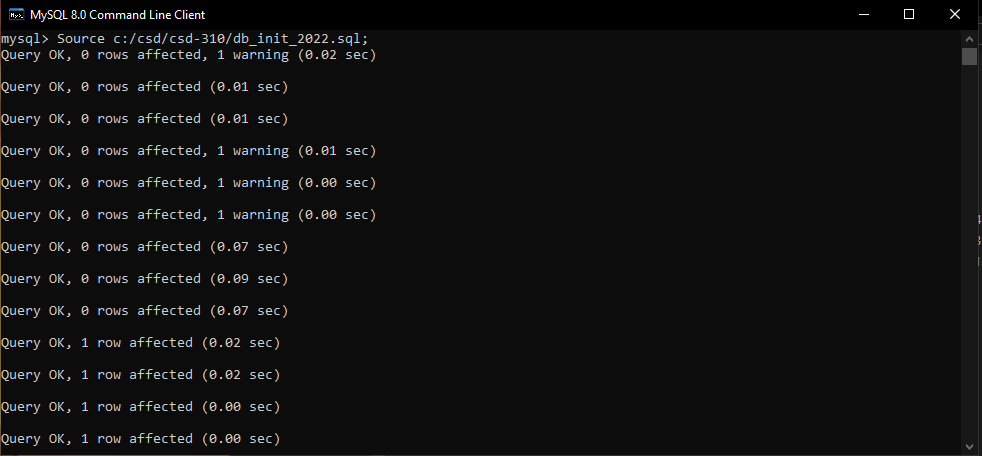 MySQL 8.0 Command Line Client
mysql> Source c:/csd/csd-310/db_init_2022.sql;
Query OK, 0 rows affected, 1 warning (0.02 sec)
Query OK, 0 rows affected (0.01 sec)
Query OK, 0 rows affected (0.01 sec)
Query OK, 0 rows affected, 1 warning (0.01 sec)
Query OK, 0 rows affected, 1 warning (0.00 sec)
Query OK, 0 rows affected, 1 warning (0.00 sec)
Query OK, 0 rows affected (0.07 sec)
Query OK, 0 rows affected (0.09 sec)
Query OK, 0 rows affected (0.07 sec)
Query OK, 1 row affected (0.02 sec)
Query OK, 1 row affected (0.02 sec)
Query OK, 1 row affected (0.00 sec)
Query OK, 1 row affected (0.00 sec)